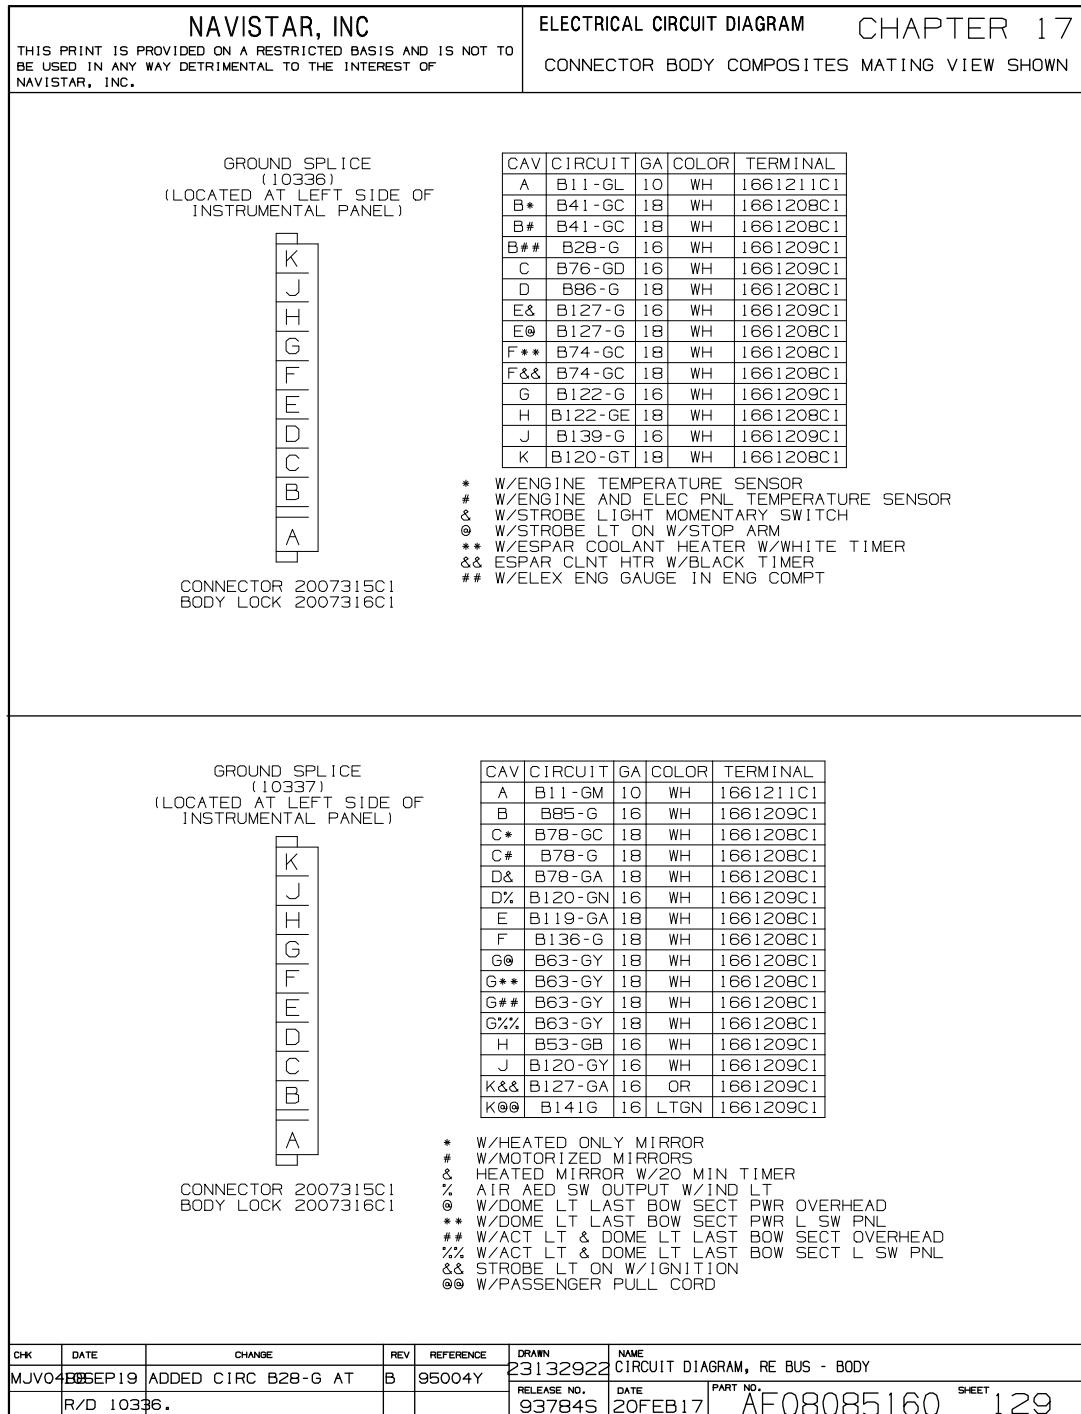 NAVISTAR, INC
THIS PRINT IS PROVIDED ON A RESTRICTED BASIS AND IS NOT TO
BE USED IN ANY WAY DETRIMENTAL TO THE INTEREST OF
NAVISTAR, INC.
ELECTRICAL CIRCUIT DIAGRAM CHAPTER 17
CONNECTOR BODY COMPOSITES MATING VIEW SHOWN
GROUND SPLICE
(10336)
(LOCATED AT LEFT SIDE OF
INSTRUMENTAL PANEL)
K
J
H
G
F
E
D
C
B
A
CONNECTOR 2007315C1
BODY LOCK 2007316C1
CAV CIRCUIT GA COLOR TERMINAL
A B11-GL 10 WH 1661211C1
B* B41-GC 18 WH 1661208C1
B# B41-GC 18 WH 1661208C1
B## B28-G 16 WH 1661209C1
C B76-GD 16 WH 1661209C1
D B86-G 18 WH 1661208C1
E& B127-G 16 WH 1661209C1
E@ B127-G 18 WH 1661208C1
F** B74-GC 18 WH 1661208C1
F&& B74-GC 18 WH 1661208C1
G B122-G 16 WH 1661209C1
H B122-GE 18 WH 1661208C1
J B139-G 16 WH 1661209C1
K B120-GT 18 WH 1661208C1
* W/ENGINE TEMPERATURE SENSOR
# W/ENGINE AND ELEC PNL TEMPERATURE SENSOR
& W/STROBE LIGHT MOMENTARY SWITCH
@ W/STROBE LT ON W/STOP ARM
** W/ESPAR COOLANT HEATER W/WHITE TIMER
&& ESPAR CLNT HTR W/BLACK TIMER
## W/ELEX ENG GAUGE IN ENG COMPT
GROUND SPLICE
(10337)
(LOCATED AT LEFT SIDE OF
INSTRUMENTAL PANEL)
K
J
H
G
F
E
D
C
B
A
CONNECTOR 2007315C1
BODY LOCK 2007316C1
CAV CIRCUIT GA COLOR TERMINAL
A B11-GM 10 WH 1661211C1
B B85-G 16 WH 1661209C1
C* B78-GC 18 WH 1661208C1
C# B78-G 18 WH 1661208C1
D& B78-GA 18 WH 1661208C1
D% B120-GN 16 WH 1661209C1
E B119-GA 18 WH 1661208C1
F B136-G 18 WH 1661208C1
G@ B63-GY 18 WH 1661208C1
G** B63-GY 18 WH 1661208C1
G## B63-GY 18 WH 1661208C1
G%% B63-GY 18 WH 1661208C1
H B53-GB 16 WH 1661209C1
J B120-GY 16 WH 1661209C1
K&& B127-GA 16 OR 1661209C1
K@@ B141G 16 LTGN 1661209C1
* W/HEATED ONLY MIRROR
# W/MOTORIZED MIRRORS
& HEATED MIRROR W/20 MIN TIMER
% AIR AED SW OUTPUT W/IND LT
@ W/DOME LT LAST BOW SECT PWR OVERHEAD
** W/DOME LT LAST BOW SECT PWR L SW PNL
## W/ACT LT & DOME LT LAST BOW SECT OVERHEAD
%% W/ACT LT & DOME LT LAST BOW SECT L SW PNL
&& STROBE LT ON W/IGNITION
@@ W/PASSENGER PULL CORD
CHK DATE CHANGE REV REFERENCE DRAWN NAME
ADDED CIRC B28-G AT B 95004Y 23132922 CIRCUIT DIAGRAM, RE BUS - BODY
R/D 10336.
RELEASE NO. DATE PART NO. SHEET
93784S 20FEB17 AF08085160 129